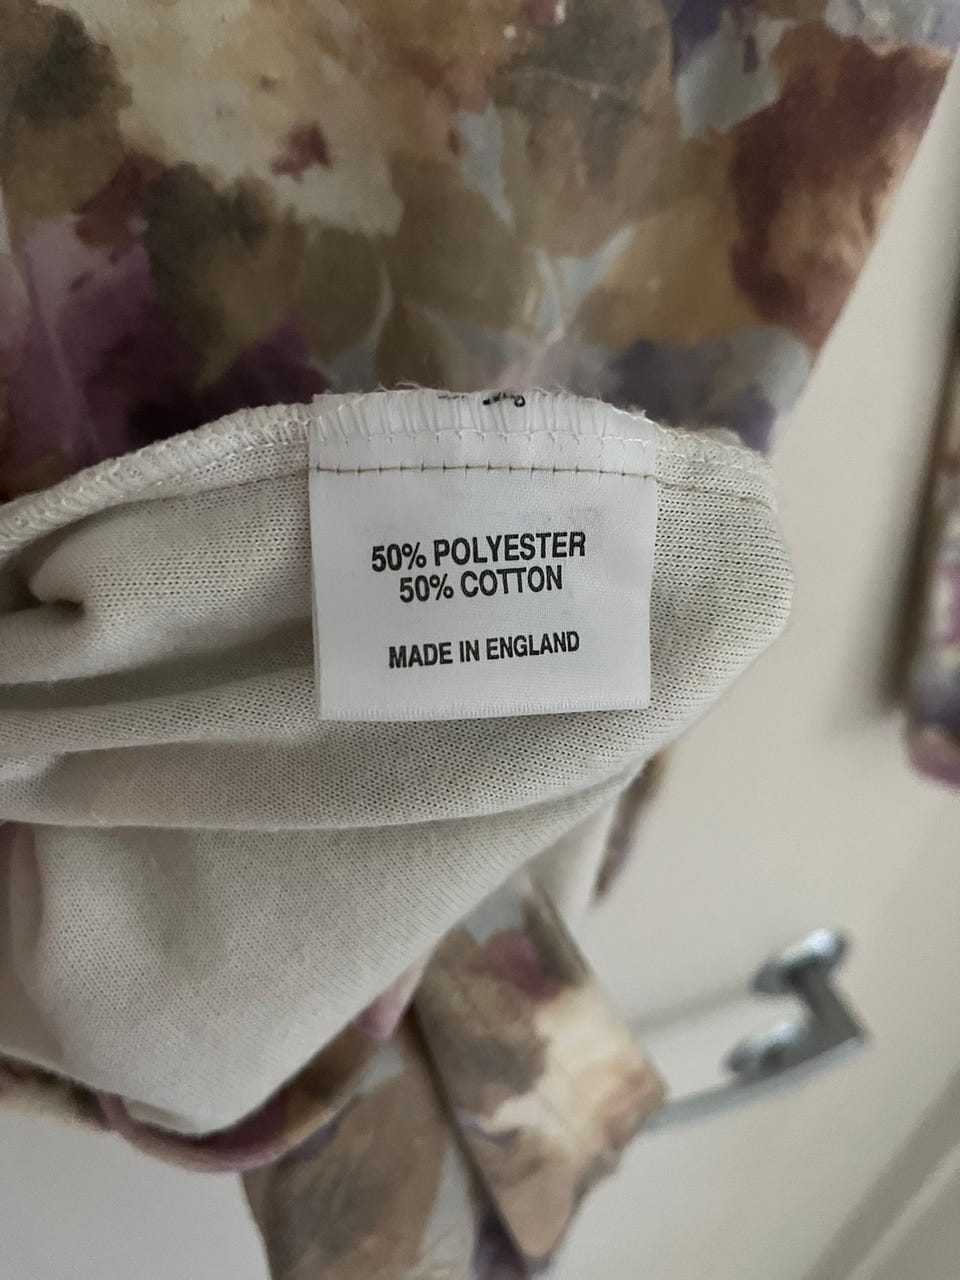 50% POLYESTER
50% COTTON
MADE IN ENGLAND